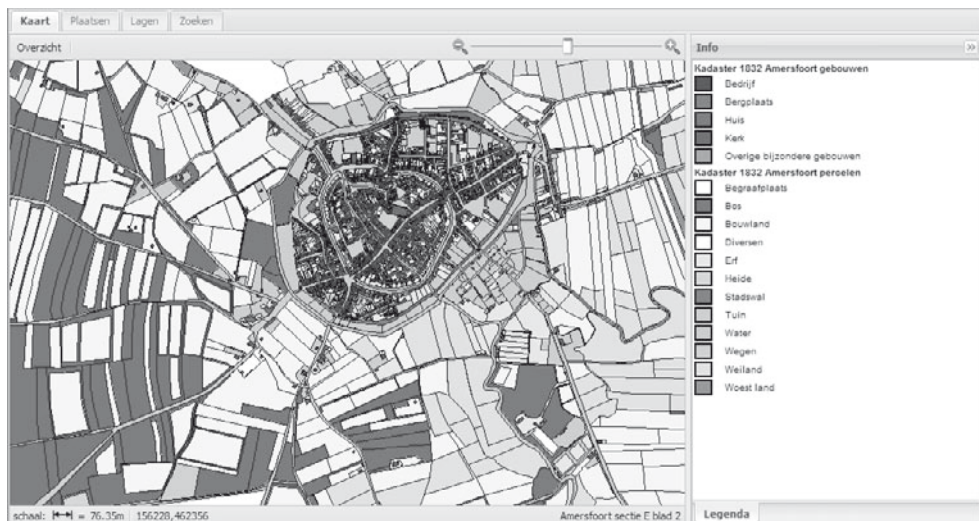 Kaart Plaatsen Lagen Zoeken
Overzicht
Info
Kadaster 1832 Amersfoort gebouwen
Bedrijf
Bergplaats
Huis
Kerk
Overige bijzondere gebouwen
Kadaster 1832 Amersfoort percelen
Begraafplaats
Bos
Bouwland
Diversen
Erf
Heide
Stadswal
Tuin
Water
Wegen
Weiland
Woest land
schaal: = 76.35m 156228,462356 Amersfoort sectie E blad 2
Legenda